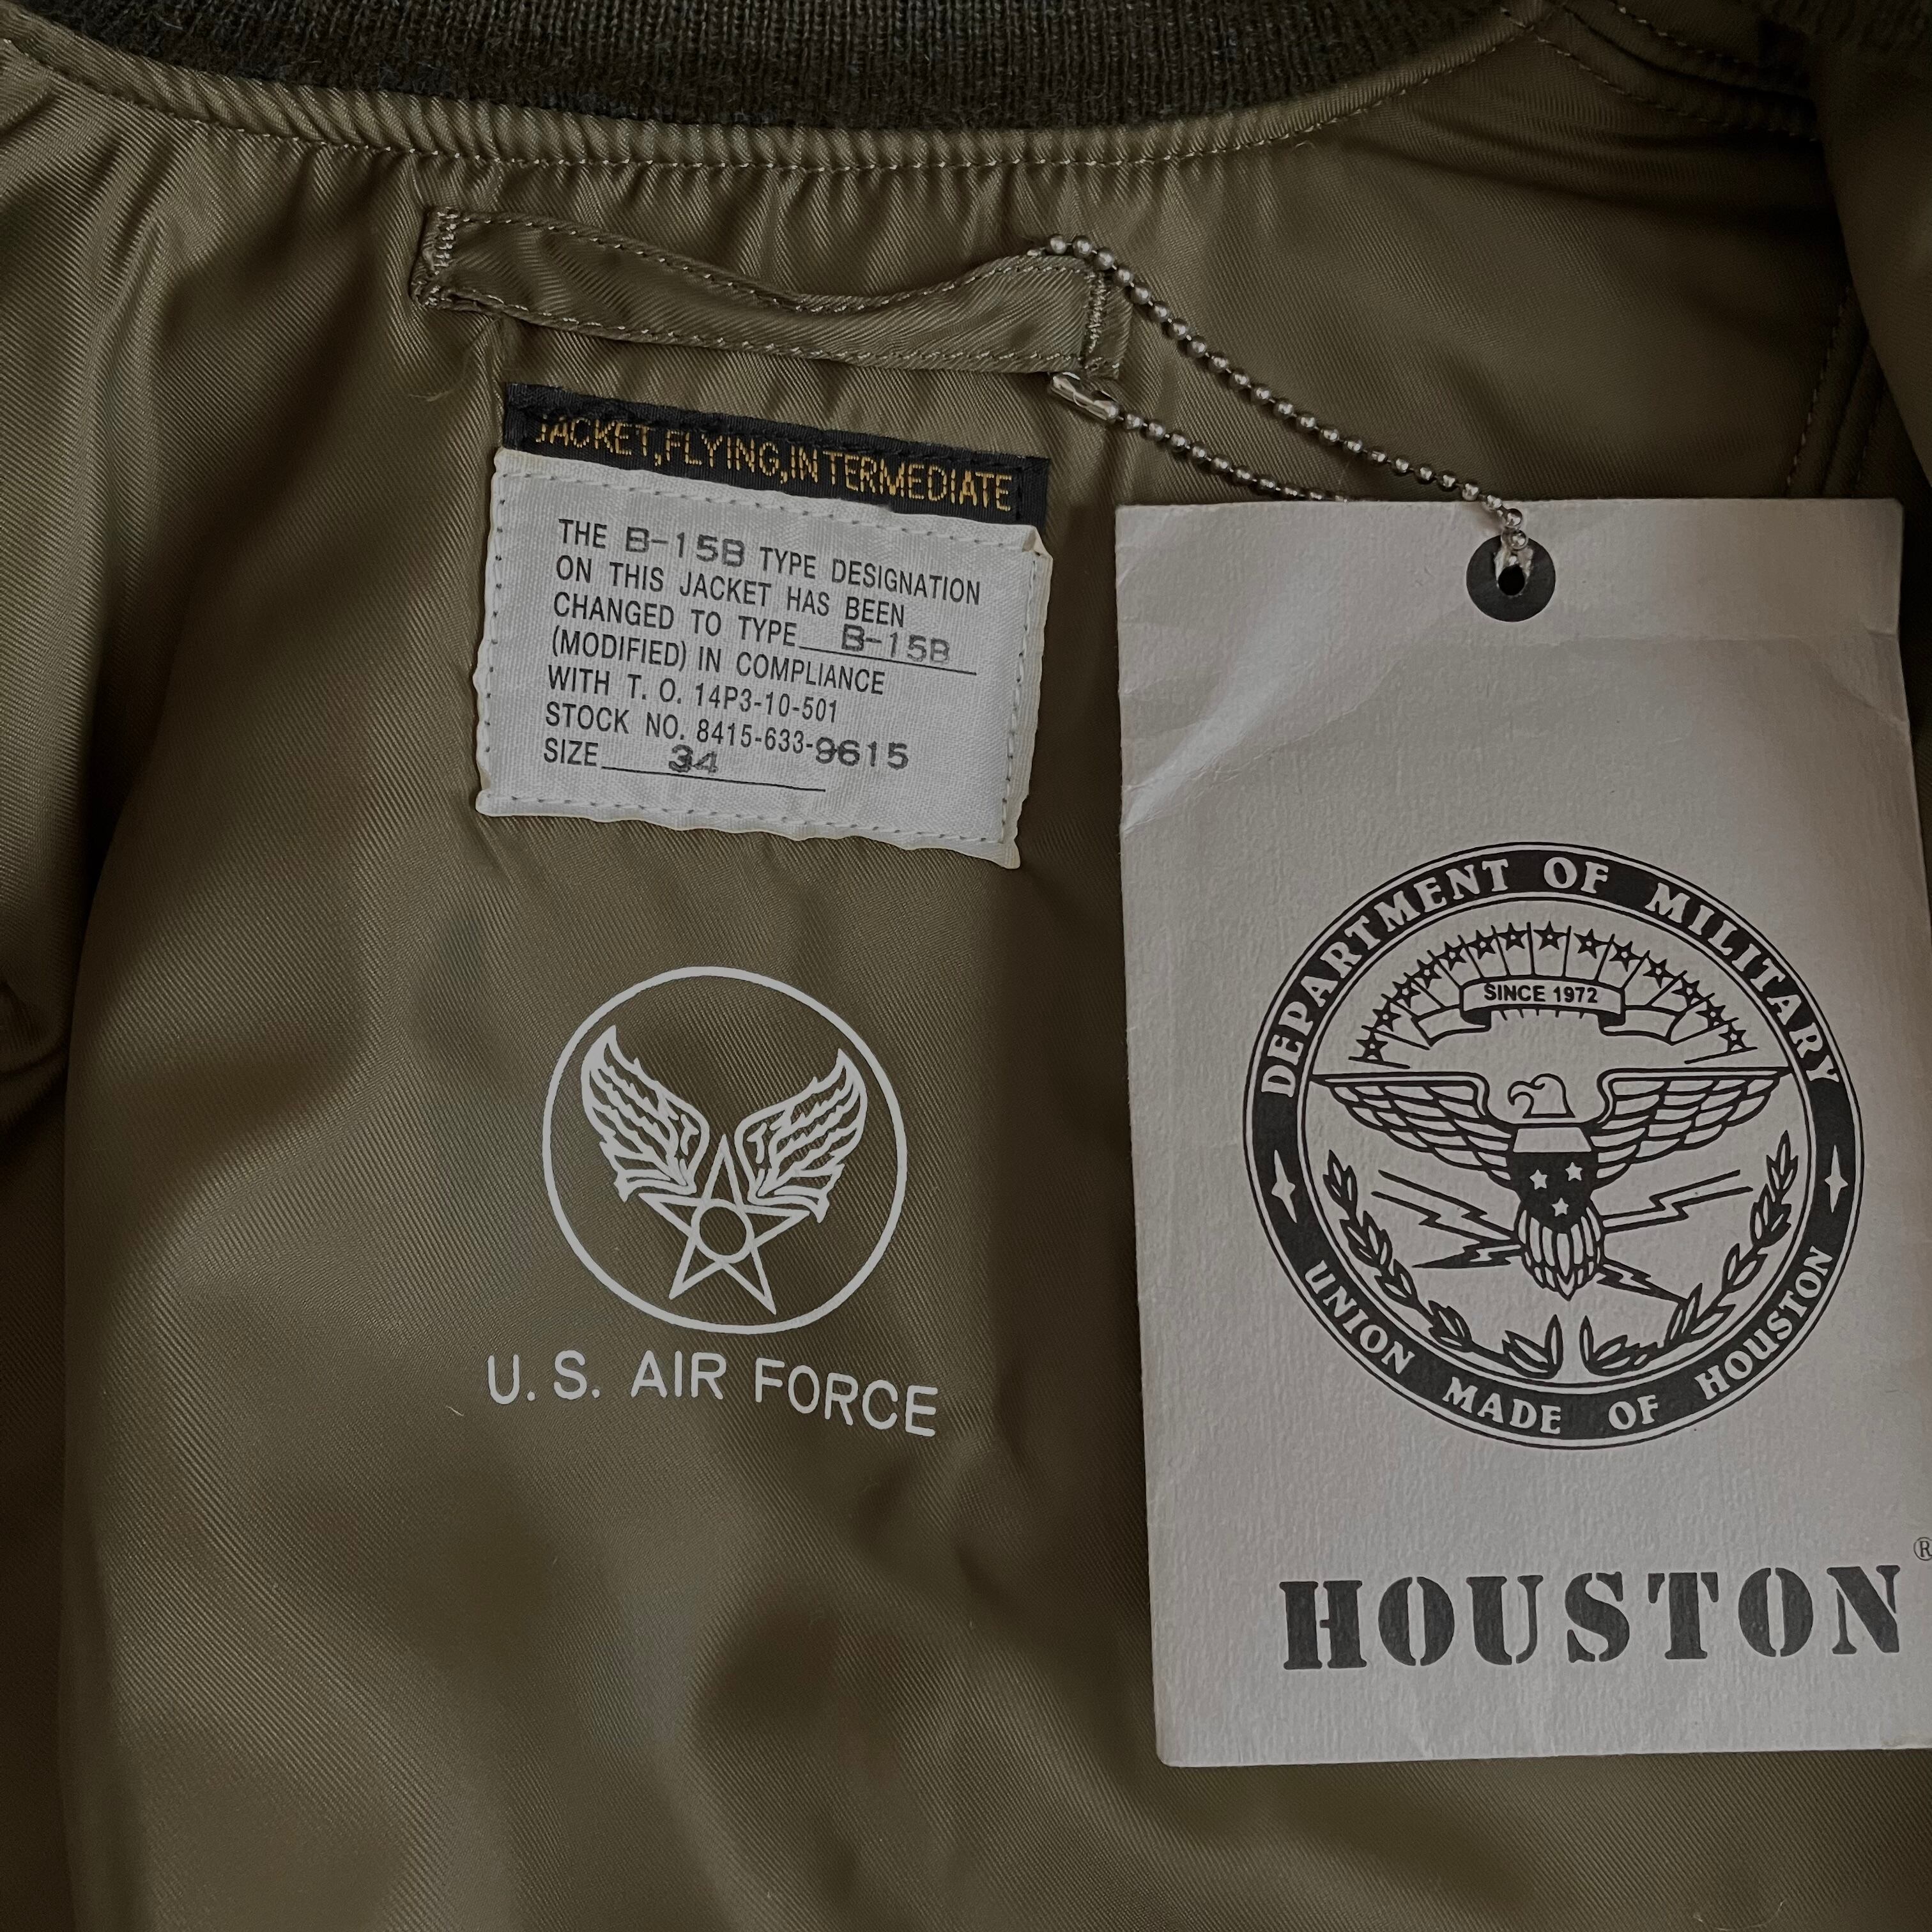 JACKET,FLYING,INTERMEDIATE
THE B-15B TYPE DESIGNATION
ON THIS JACKET HAS BEEN
CHANGED TO TYPE B-15B
(MODIFIED) IN COMPLIANCE
WITH T. O. 14P3-10-501
STOCK NO. 8415-633-9615
SIZE 34
U. S. AIR FORCE
DEPARTMENT OF MILITARY
SINCE 1972
UNION MADE OF HOUSTON
HOUSTON®